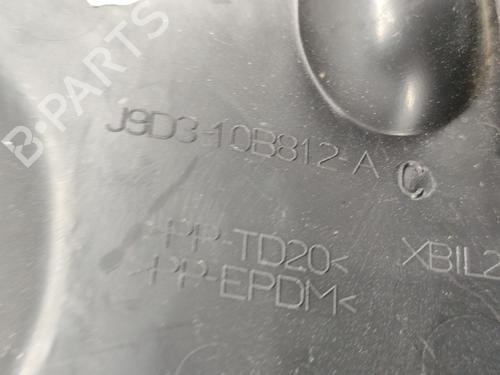 J9D3-10B812-A C
>PP-TD20<
>PP-EPDM<
XBIL2
B-PARTS